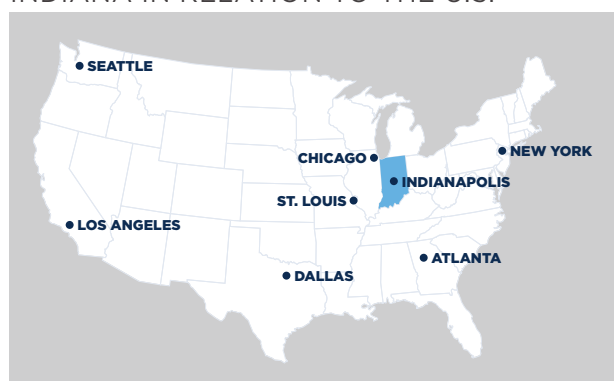 INDIANA IN RELATION TO THE U.S.
SEATTLE
CHICAGO
NEW YORK
INDIANAPOLIS
ST. LOUIS
LOS ANGELES
ATLANTA
DALLAS